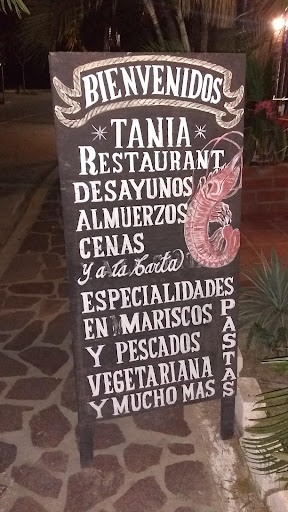 BIENVENIDOS
TANIA
RESTAURANT
DESAYUNOS
ALMUERZOS
CENAS
Y a la Carta
ESPECIALIDADES
EN MARISCOS
Y PESCADOS
VEGETARIANA
Y MUCHO MAS
PASTAS